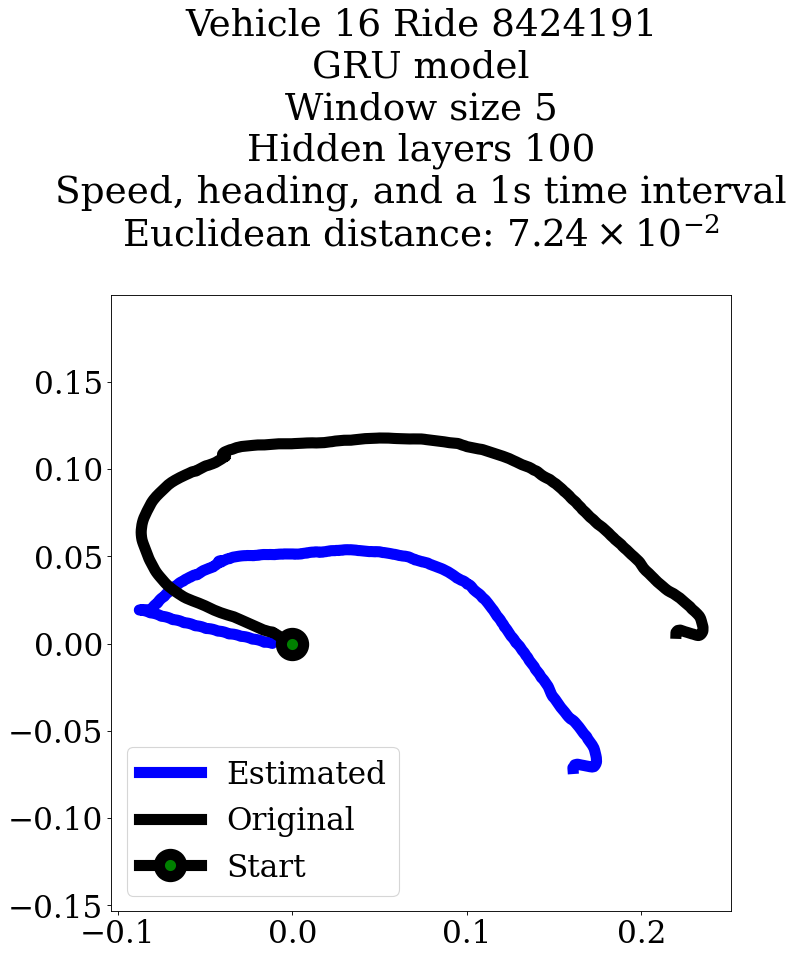 Vehicle 16 Ride 8424191
GRU model
Window size 5
Hidden layers 100
Speed, heading, and a 1s time interval
Euclidean distance: 7.24 × 10⁻²
0.15
0.10
0.05
0.00
−0.05
−0.10
−0.15
Estimated
Original
Start
−0.1 0.0 0.1 0.2